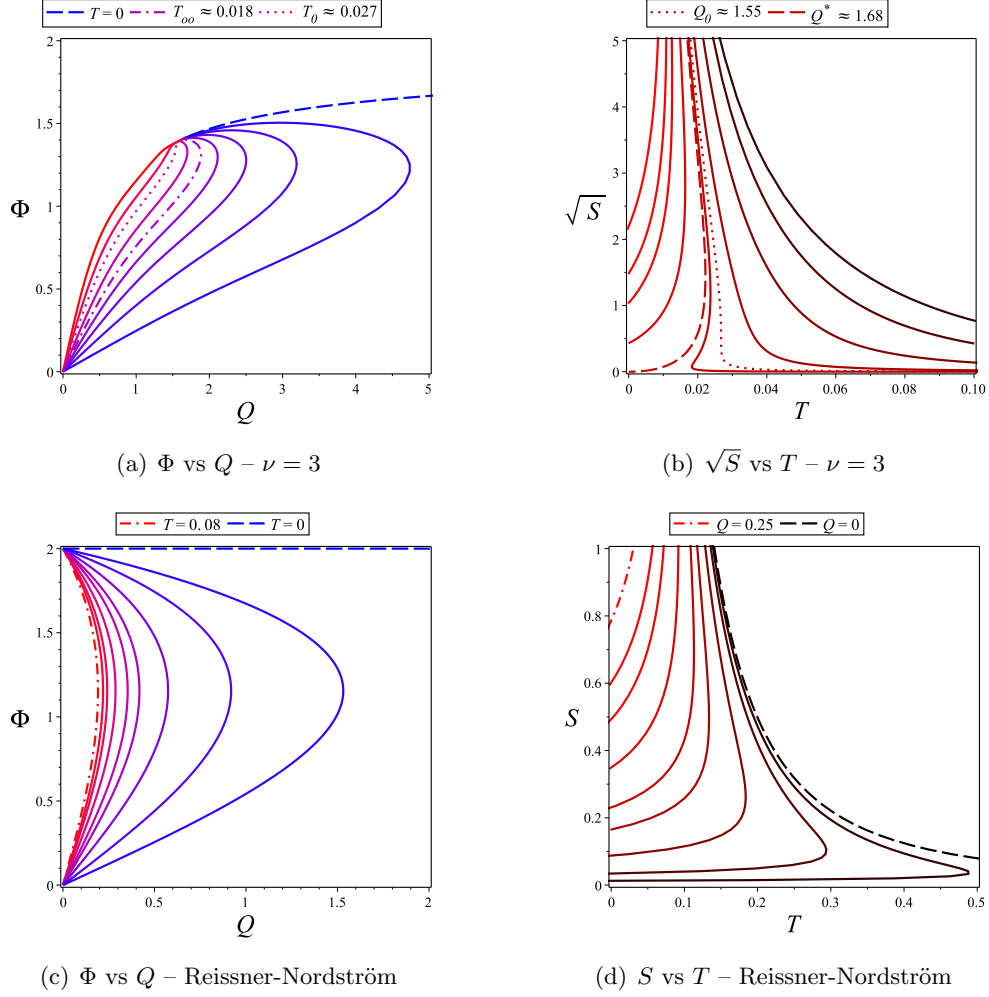 T = 0 T_oo ≈ 0.018 T_0 ≈ 0.027
Q_0 ≈ 1.55 Q^* ≈ 1.68
2
1.5
Φ 1
0.5
0
0 1 2 3 4 5
Q
5
4
3
√S
2
1
0
0 0.02 0.04 0.06 0.08 0.10
T
(a) Φ vs Q – ν = 3
(b) √S vs T – ν = 3
T = 0.08 T = 0
Q = 0.25 Q = 0
2
1.5
Φ 1
0.5
0
0 0.5 1 1.5 2
Q
1
0.8
0.6
S
0.4
0.2
0
0 0.1 0.2 0.3 0.4 0.5
T
(c) Φ vs Q – Reissner-Nordström
(d) S vs T – Reissner-Nordström